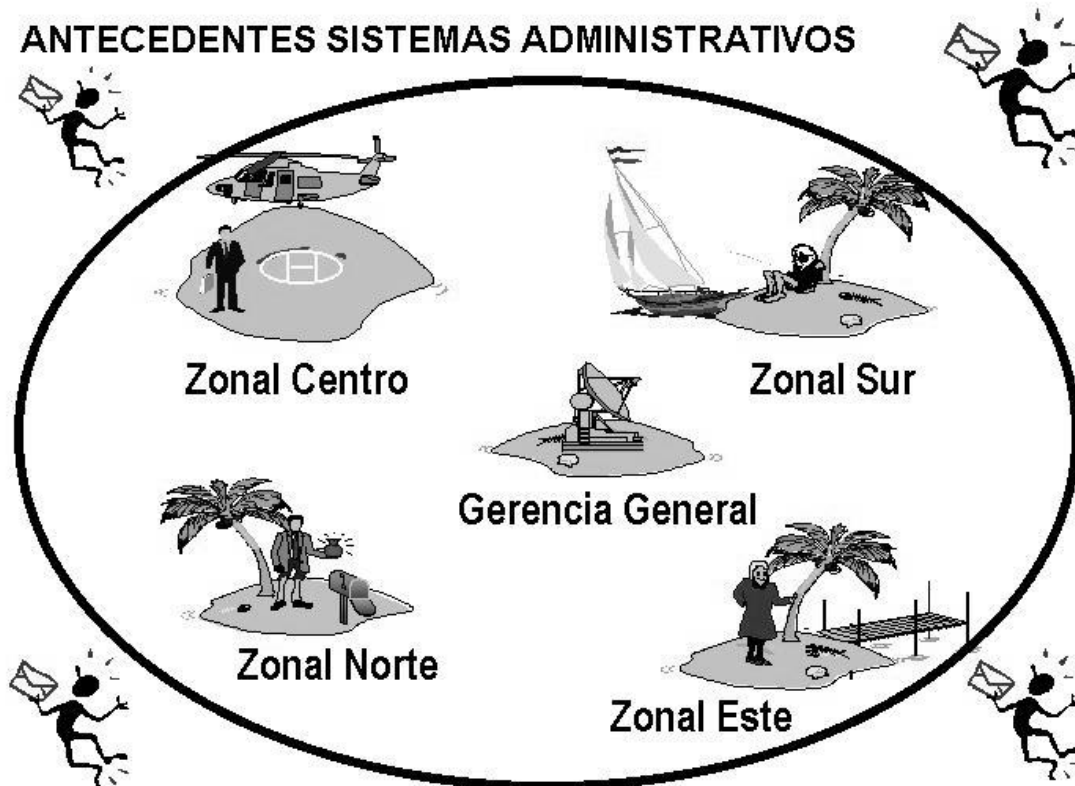 ANTECEDENTES SISTEMAS ADMINISTRATIVOS
Zonal Centro
Zonal Sur
Gerencia General
Zonal Norte
Zonal Este